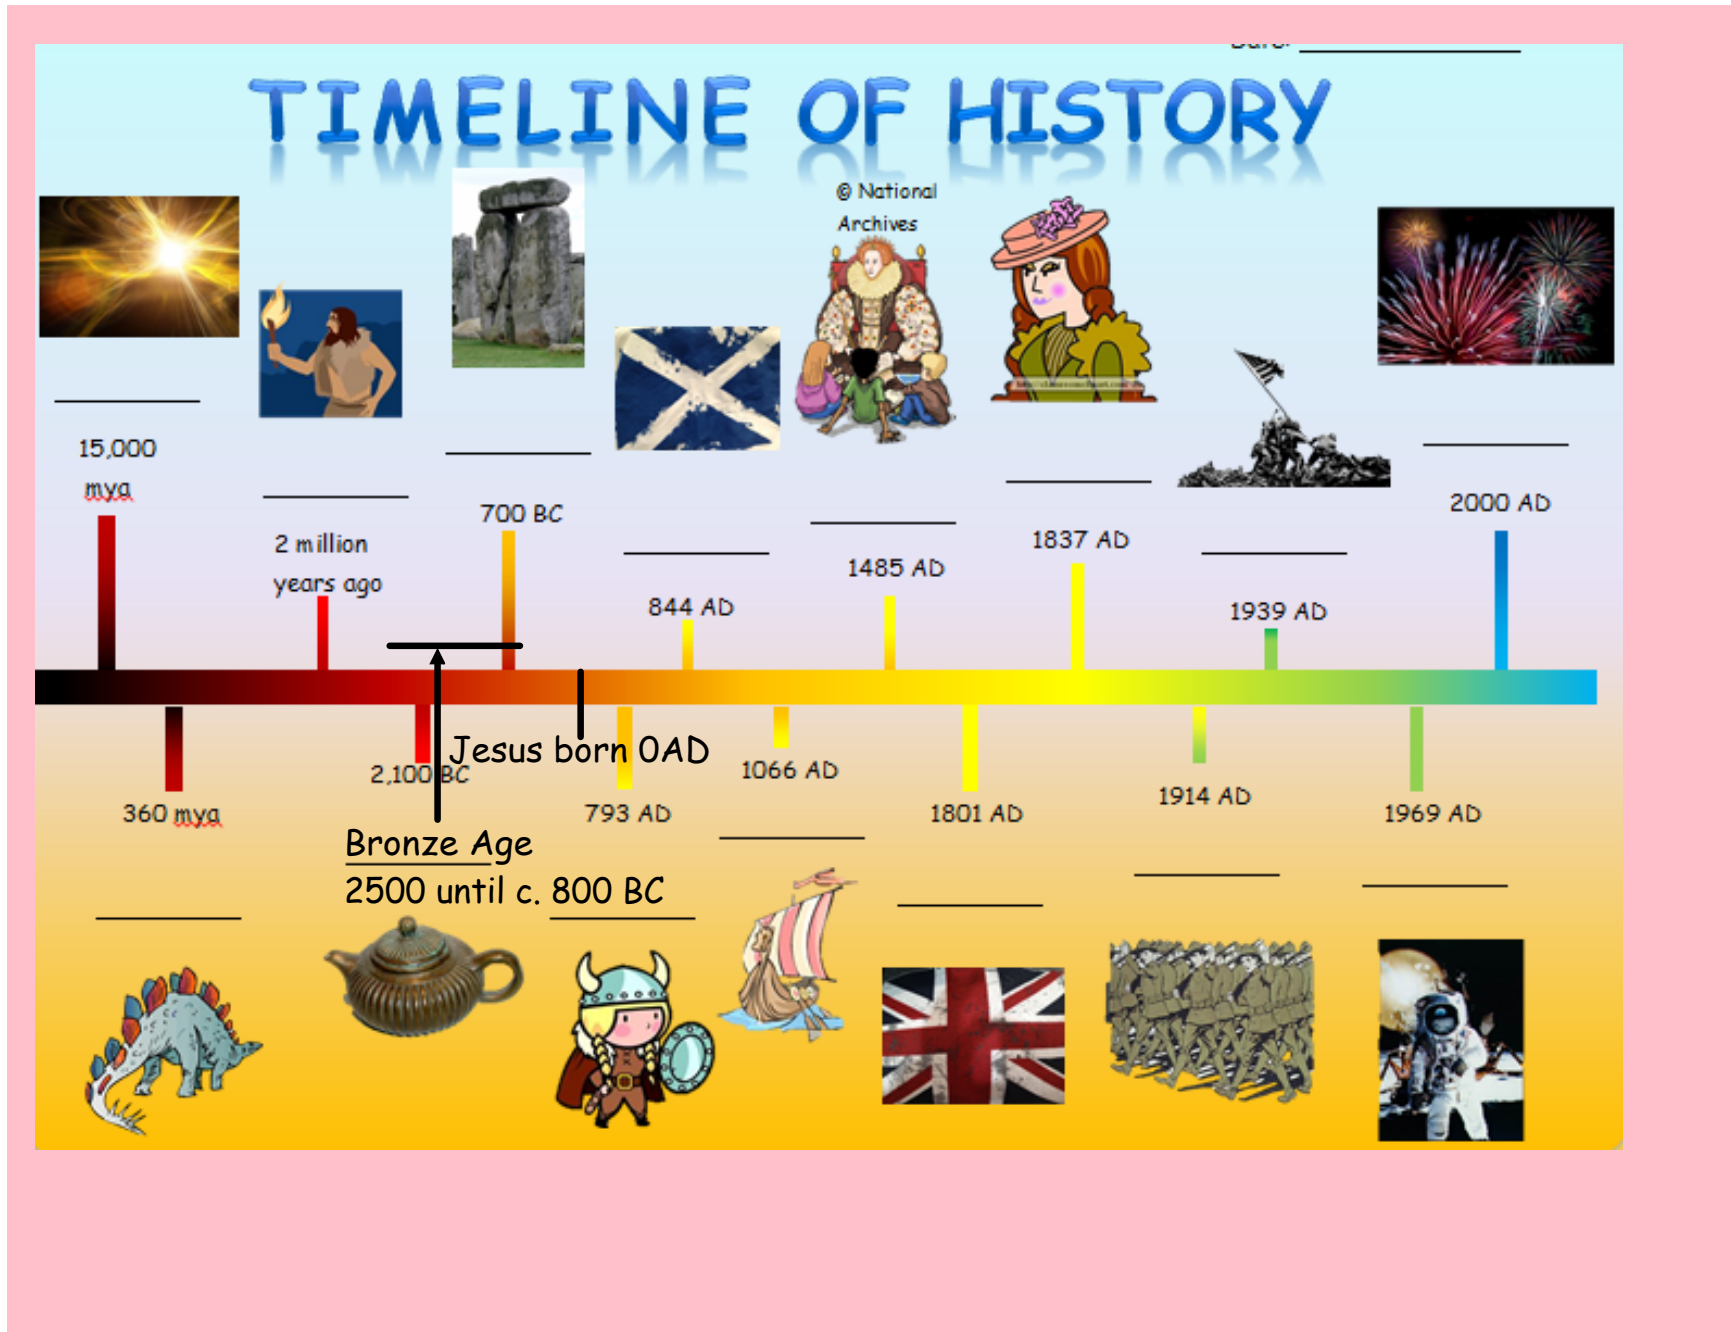 TIMELINE OF HISTORY
© National
Archives
15,000
mya
2 million
years ago
700 BC
844 AD
1485 AD
1837 AD
1939 AD
2000 AD
360 mya
2,100 BC
Jesus born 0AD
793 AD
1066 AD
1801 AD
1914 AD
1969 AD
Bronze Age
2500 until c. 800 BC